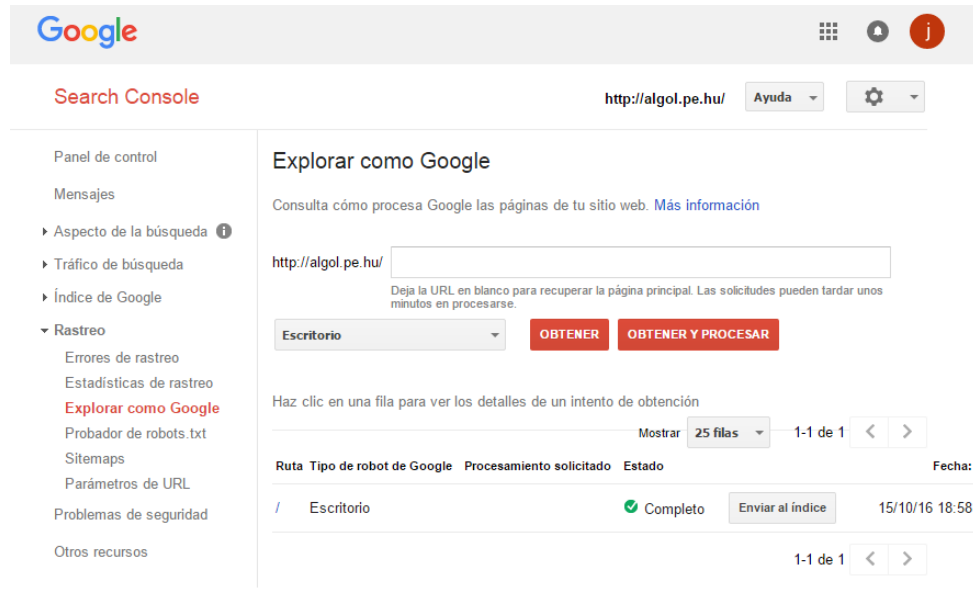 Google
j
Search Console
http://algol.pe.hu/
Ayuda
Panel de control
Mensajes
Aspecto de la búsqueda
Tráfico de búsqueda
Índice de Google
Rastreo
Errores de rastreo
Estadísticas de rastreo
Explorar como Google
Probador de robots.txt
Sitemaps
Parámetros de URL
Problemas de seguridad
Otros recursos
Explorar como Google
Consulta cómo procesa Google las páginas de tu sitio web. Más información
http://algol.pe.hu/
Deja la URL en blanco para recuperar la página principal. Las solicitudes pueden tardar unos
minutos en procesarse.
Escritorio
OBTENER
OBTENER Y PROCESAR
Haz clic en una fila para ver los detalles de un intento de obtención
Mostrar 25 filas 1-1 de 1
Ruta Tipo de robot de Google Procesamiento solicitado Estado Fecha:
/ Escritorio Completo Enviar al índice 15/10/16 18:58
1-1 de 1